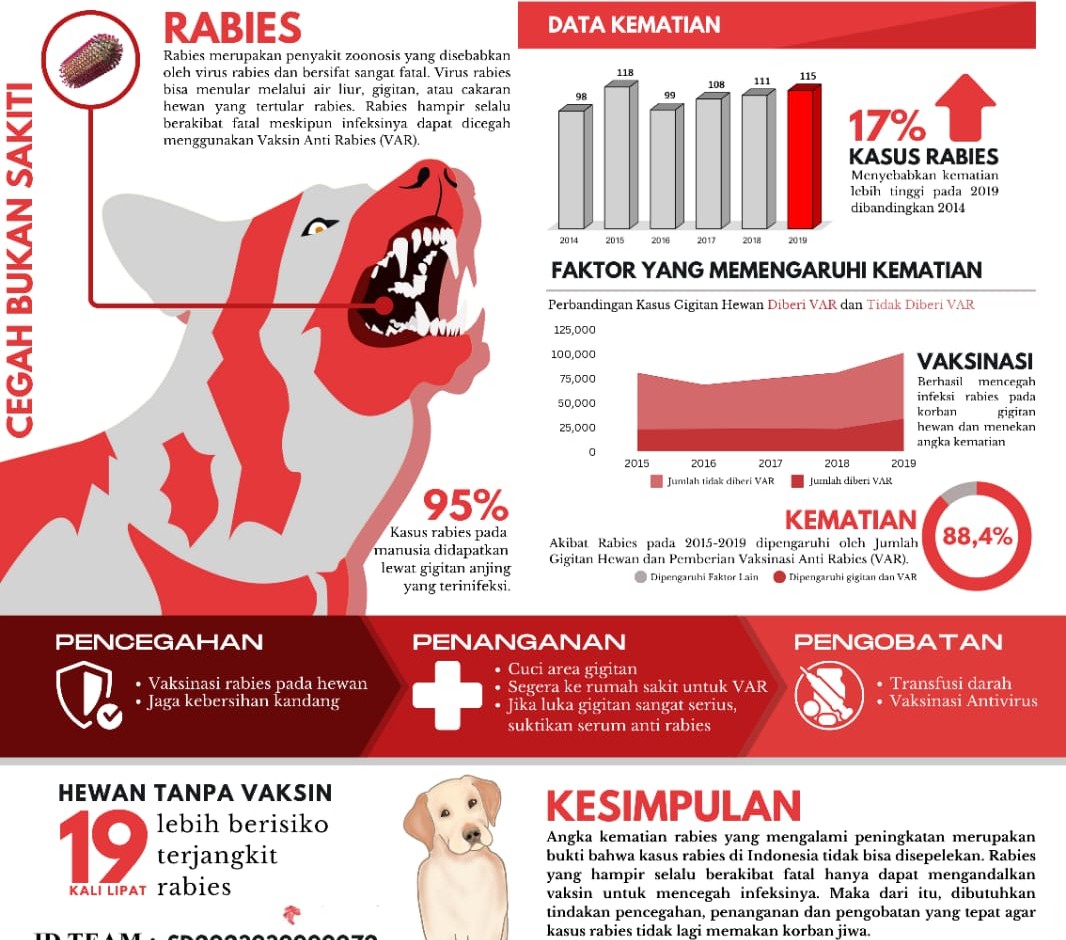 CEGAH BUKAN SAKITI
RABIES
Rabies merupakan penyakit zoonosis yang disebabkan
oleh virus rabies dan bersifat sangat fatal. Virus rabies
bisa menular melalui air liur, gigitan, atau cakaran
hewan yang tertular rabies. Rabies hampir selalu
berakibat fatal meskipun infeksinya dapat dicegah
menggunakan Vaksin Anti Rabies (VAR).
95%
Kasus rabies pada
manusia didapatkan
lewat gigitan anjing
yang terinifeksi.
DATA KEMATIAN
98
118
99
108
111
115
2014
2015
2016
2017
2018
2019
17%
KASUS RABIES
Menyebabkan kematian
lebih tinggi pada 2019
dibandingkan 2014
FAKTOR YANG MEMENGARUHI KEMATIAN
Perbandingan Kasus Gigitan Hewan Diberi VAR dan Tidak Diberi VAR
125,000
100,000
75,000
50,000
25,000
0
2015
2016
2017
2018
2019
Jumlah tidak diberi VAR
Jumlah diberi VAR
VAKSINASI
Berhasil mencegah
infeksi rabies pada
korban gigitan
hewan dan menekan
angka kematian
KEMATIAN
Akibat Rabies pada 2015-2019 dipengaruhi oleh Jumlah
Gigitan Hewan dan Pemberian Vaksinasi Anti Rabies (VAR).
Dipengaruhi Faktor Lain
Dipengaruhi gigitan dan VAR
88,4%
PENCEGAHAN
• Vaksinasi rabies pada hewan
• Jaga kebersihan kandang
PENANGANAN
• Cuci area gigitan
• Segera ke rumah sakit untuk VAR
• Jika luka gigitan sangat serius,
suktikan serum anti rabies
PENGOBATAN
• Transfusi darah
• Vaksinasi Antivirus
HEWAN TANPA VAKSIN
19
KALI LIPAT
lebih berisiko
terjangkit
rabies
ID TEAM :
KESIMPULAN
Angka kematian rabies yang mengalami peningkatan merupakan
bukti bahwa kasus rabies di Indonesia tidak bisa disepelekan. Rabies
yang hampir selalu berakibat fatal hanya dapat mengandalkan
vaksin untuk mencegah infeksinya. Maka dari itu, dibutuhkan
tindakan pencegahan, penanganan dan pengobatan yang tepat agar
kasus rabies tidak lagi memakan korban jiwa.